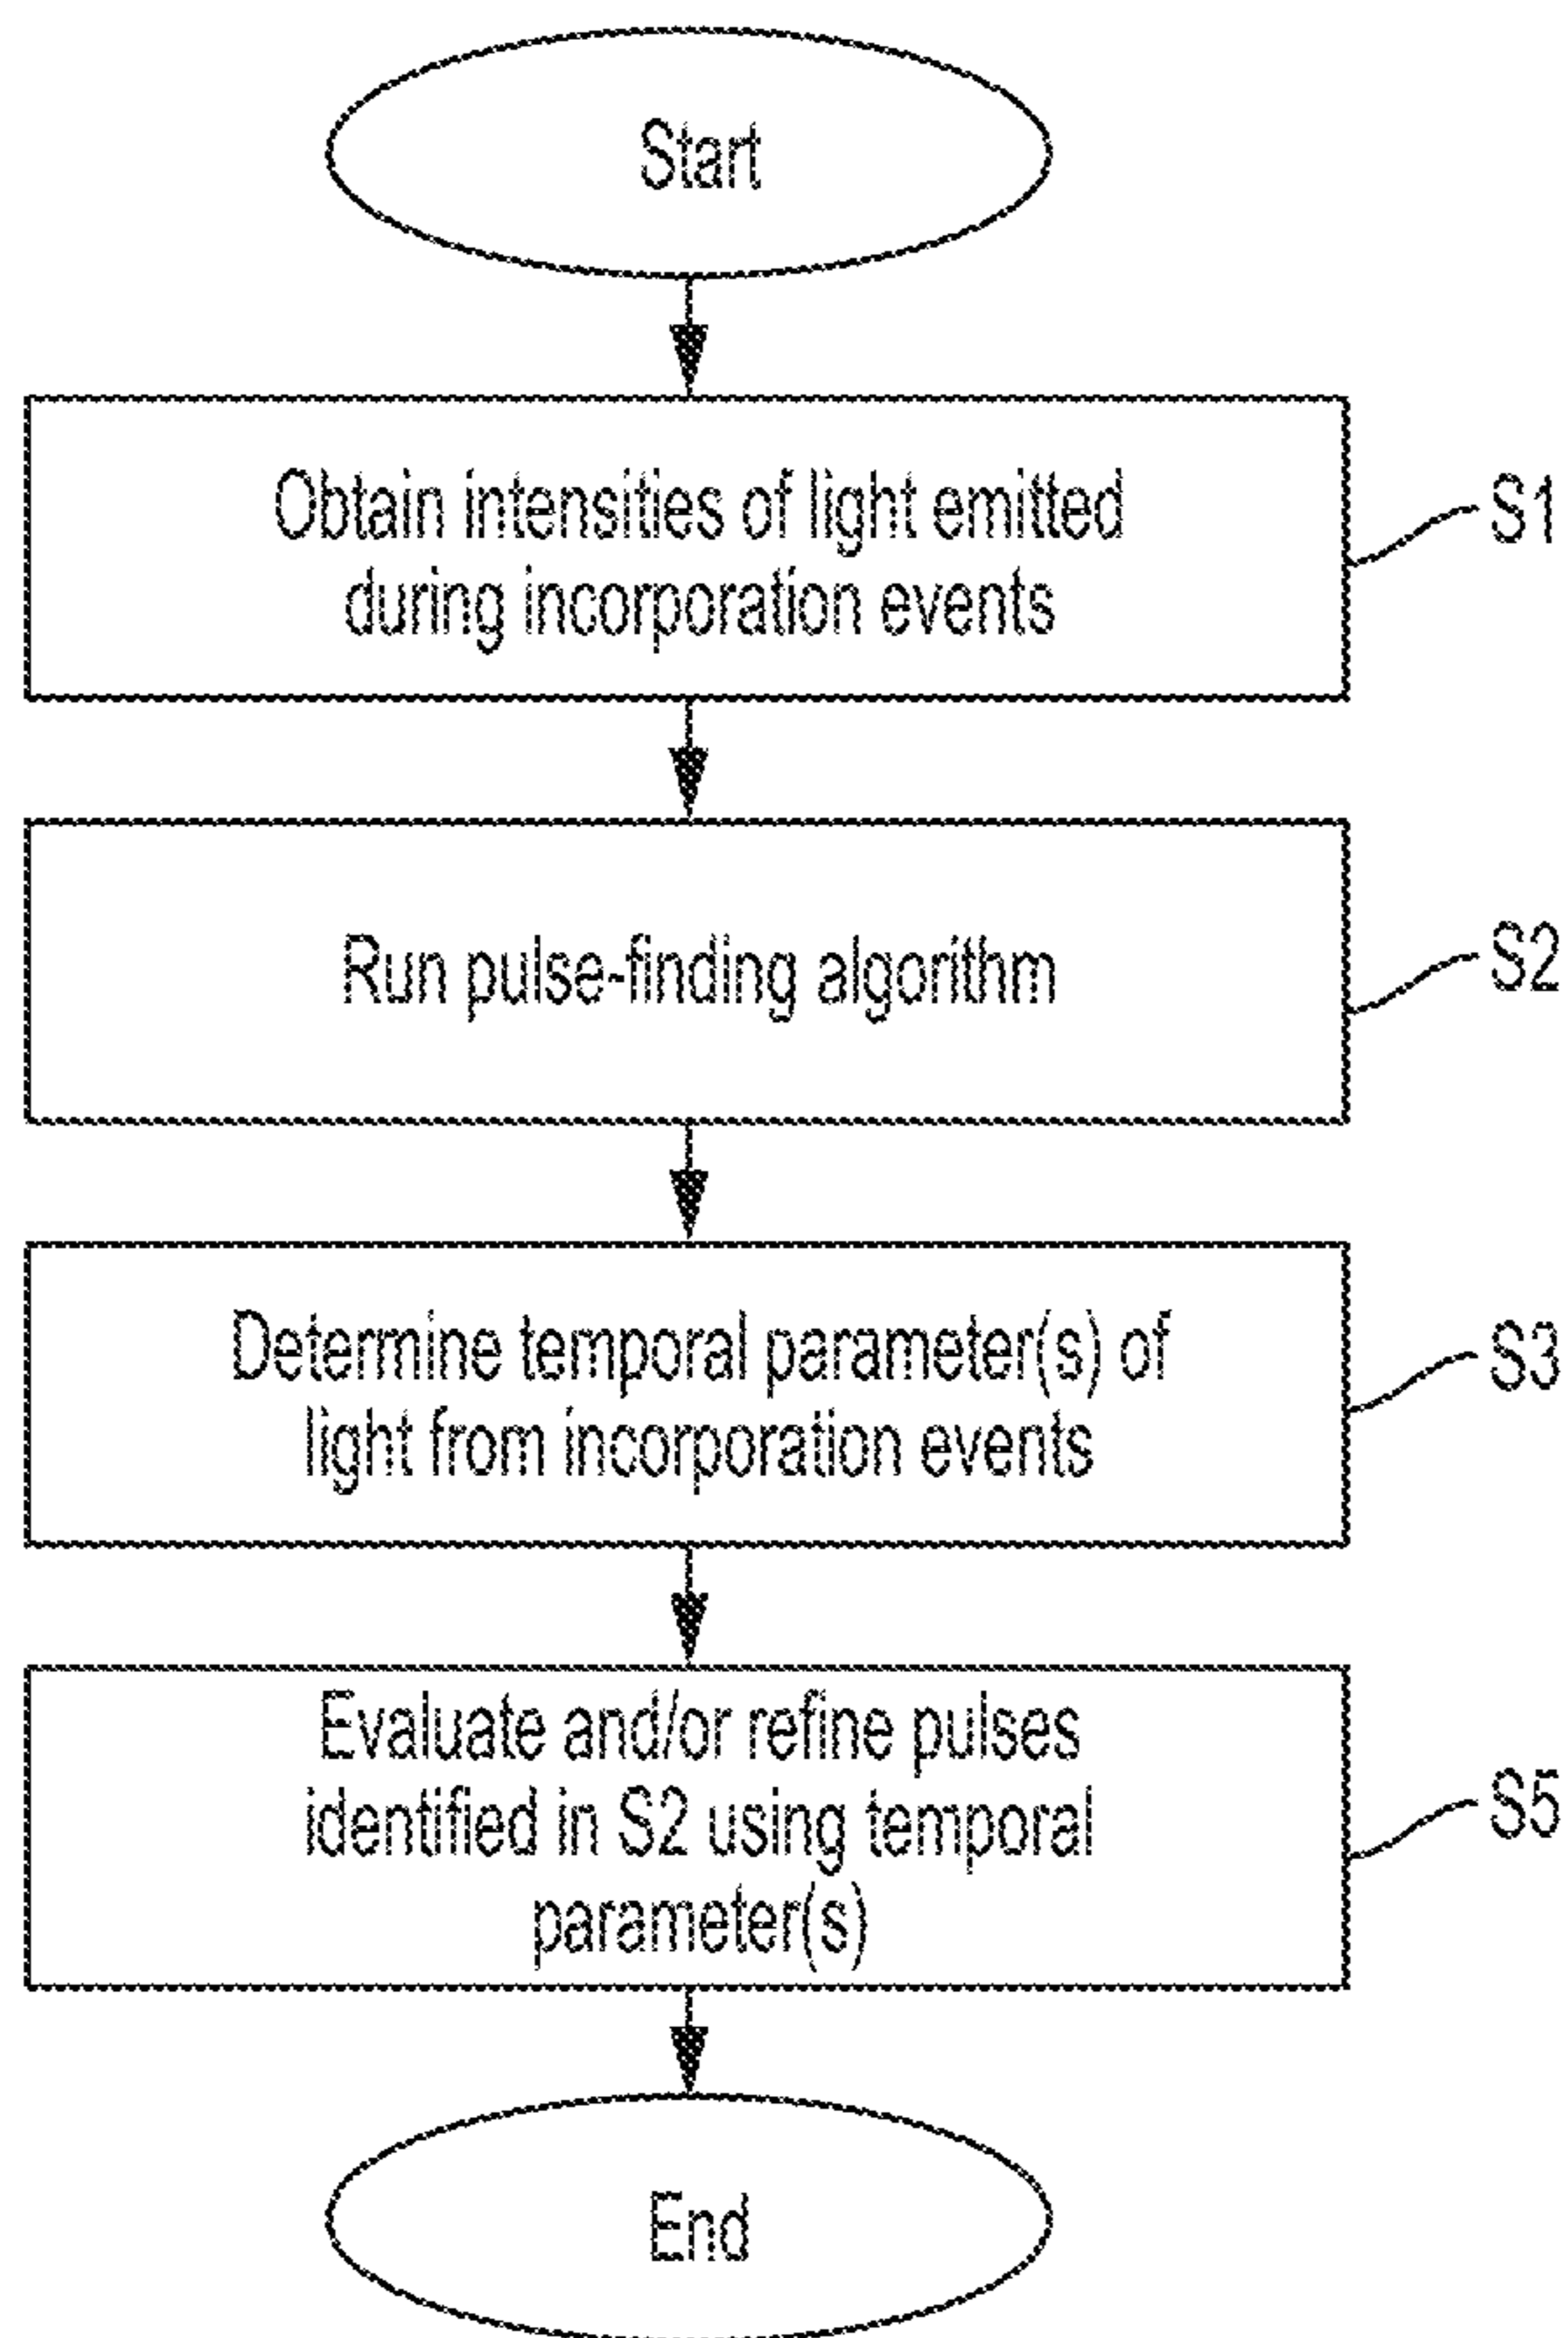 Start
Obtain intensities of light emitted
during incorporation events
S1
Run pulse-finding algorithm
S2
Determine temporal parameter(s) of
light from incorporation events
S3
Evaluate and/or refine pulses
identified in S2 using temporal
parameter(s)
S5
End